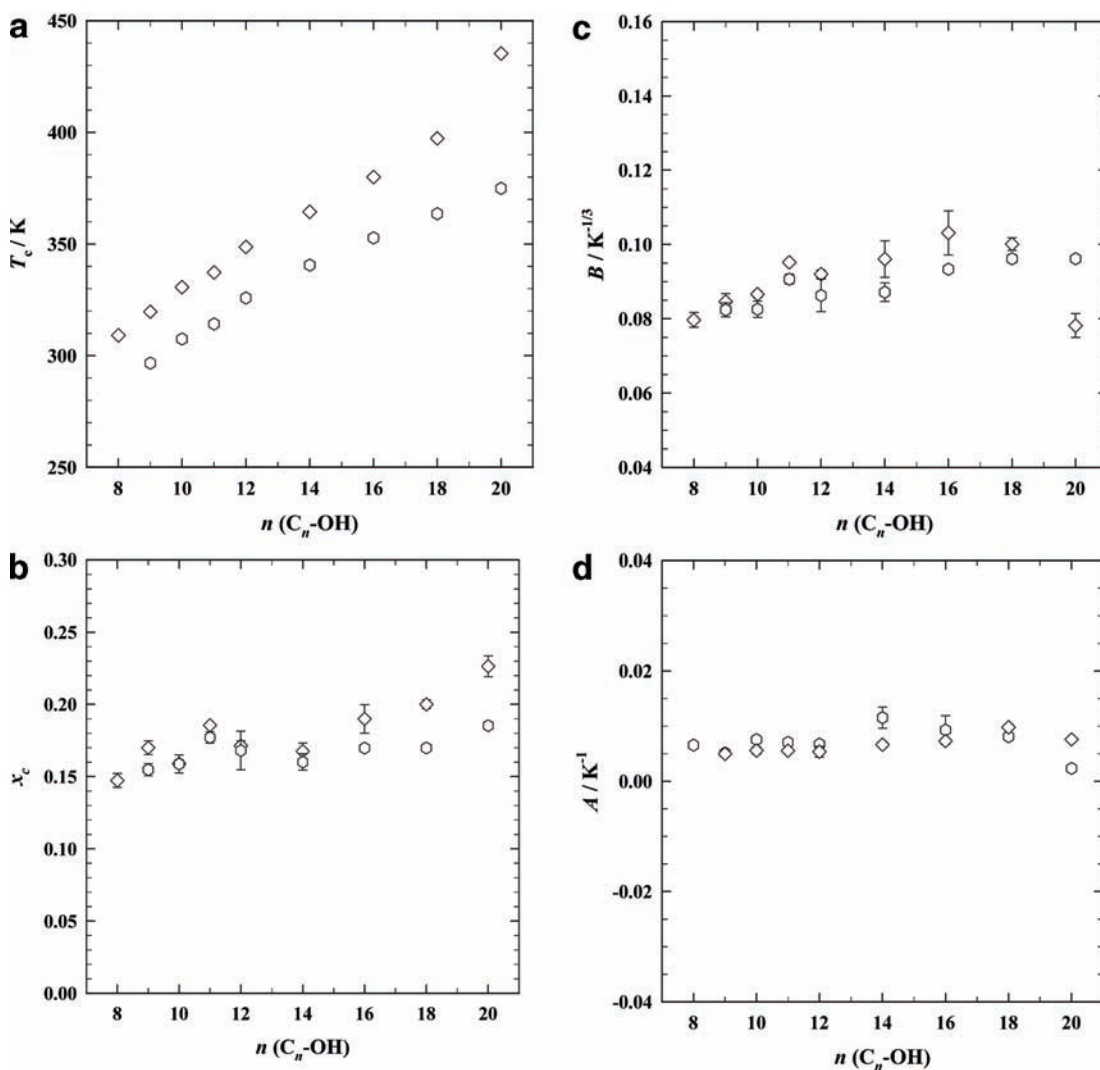 a
450
400
350
300
250
T_c / K
8 10 12 14 16 18 20
n (C_n-OH)
c
0.16
0.14
0.12
0.10
0.08
0.06
0.04
B / K^-1/3
8 10 12 14 16 18 20
n (C_n-OH)
b
0.30
0.25
0.20
0.15
0.10
0.05
0.00
x_c
8 10 12 14 16 18 20
n (C_n-OH)
d
0.04
0.02
0.00
-0.02
-0.04
A / K^-1
8 10 12 14 16 18 20
n (C_n-OH)